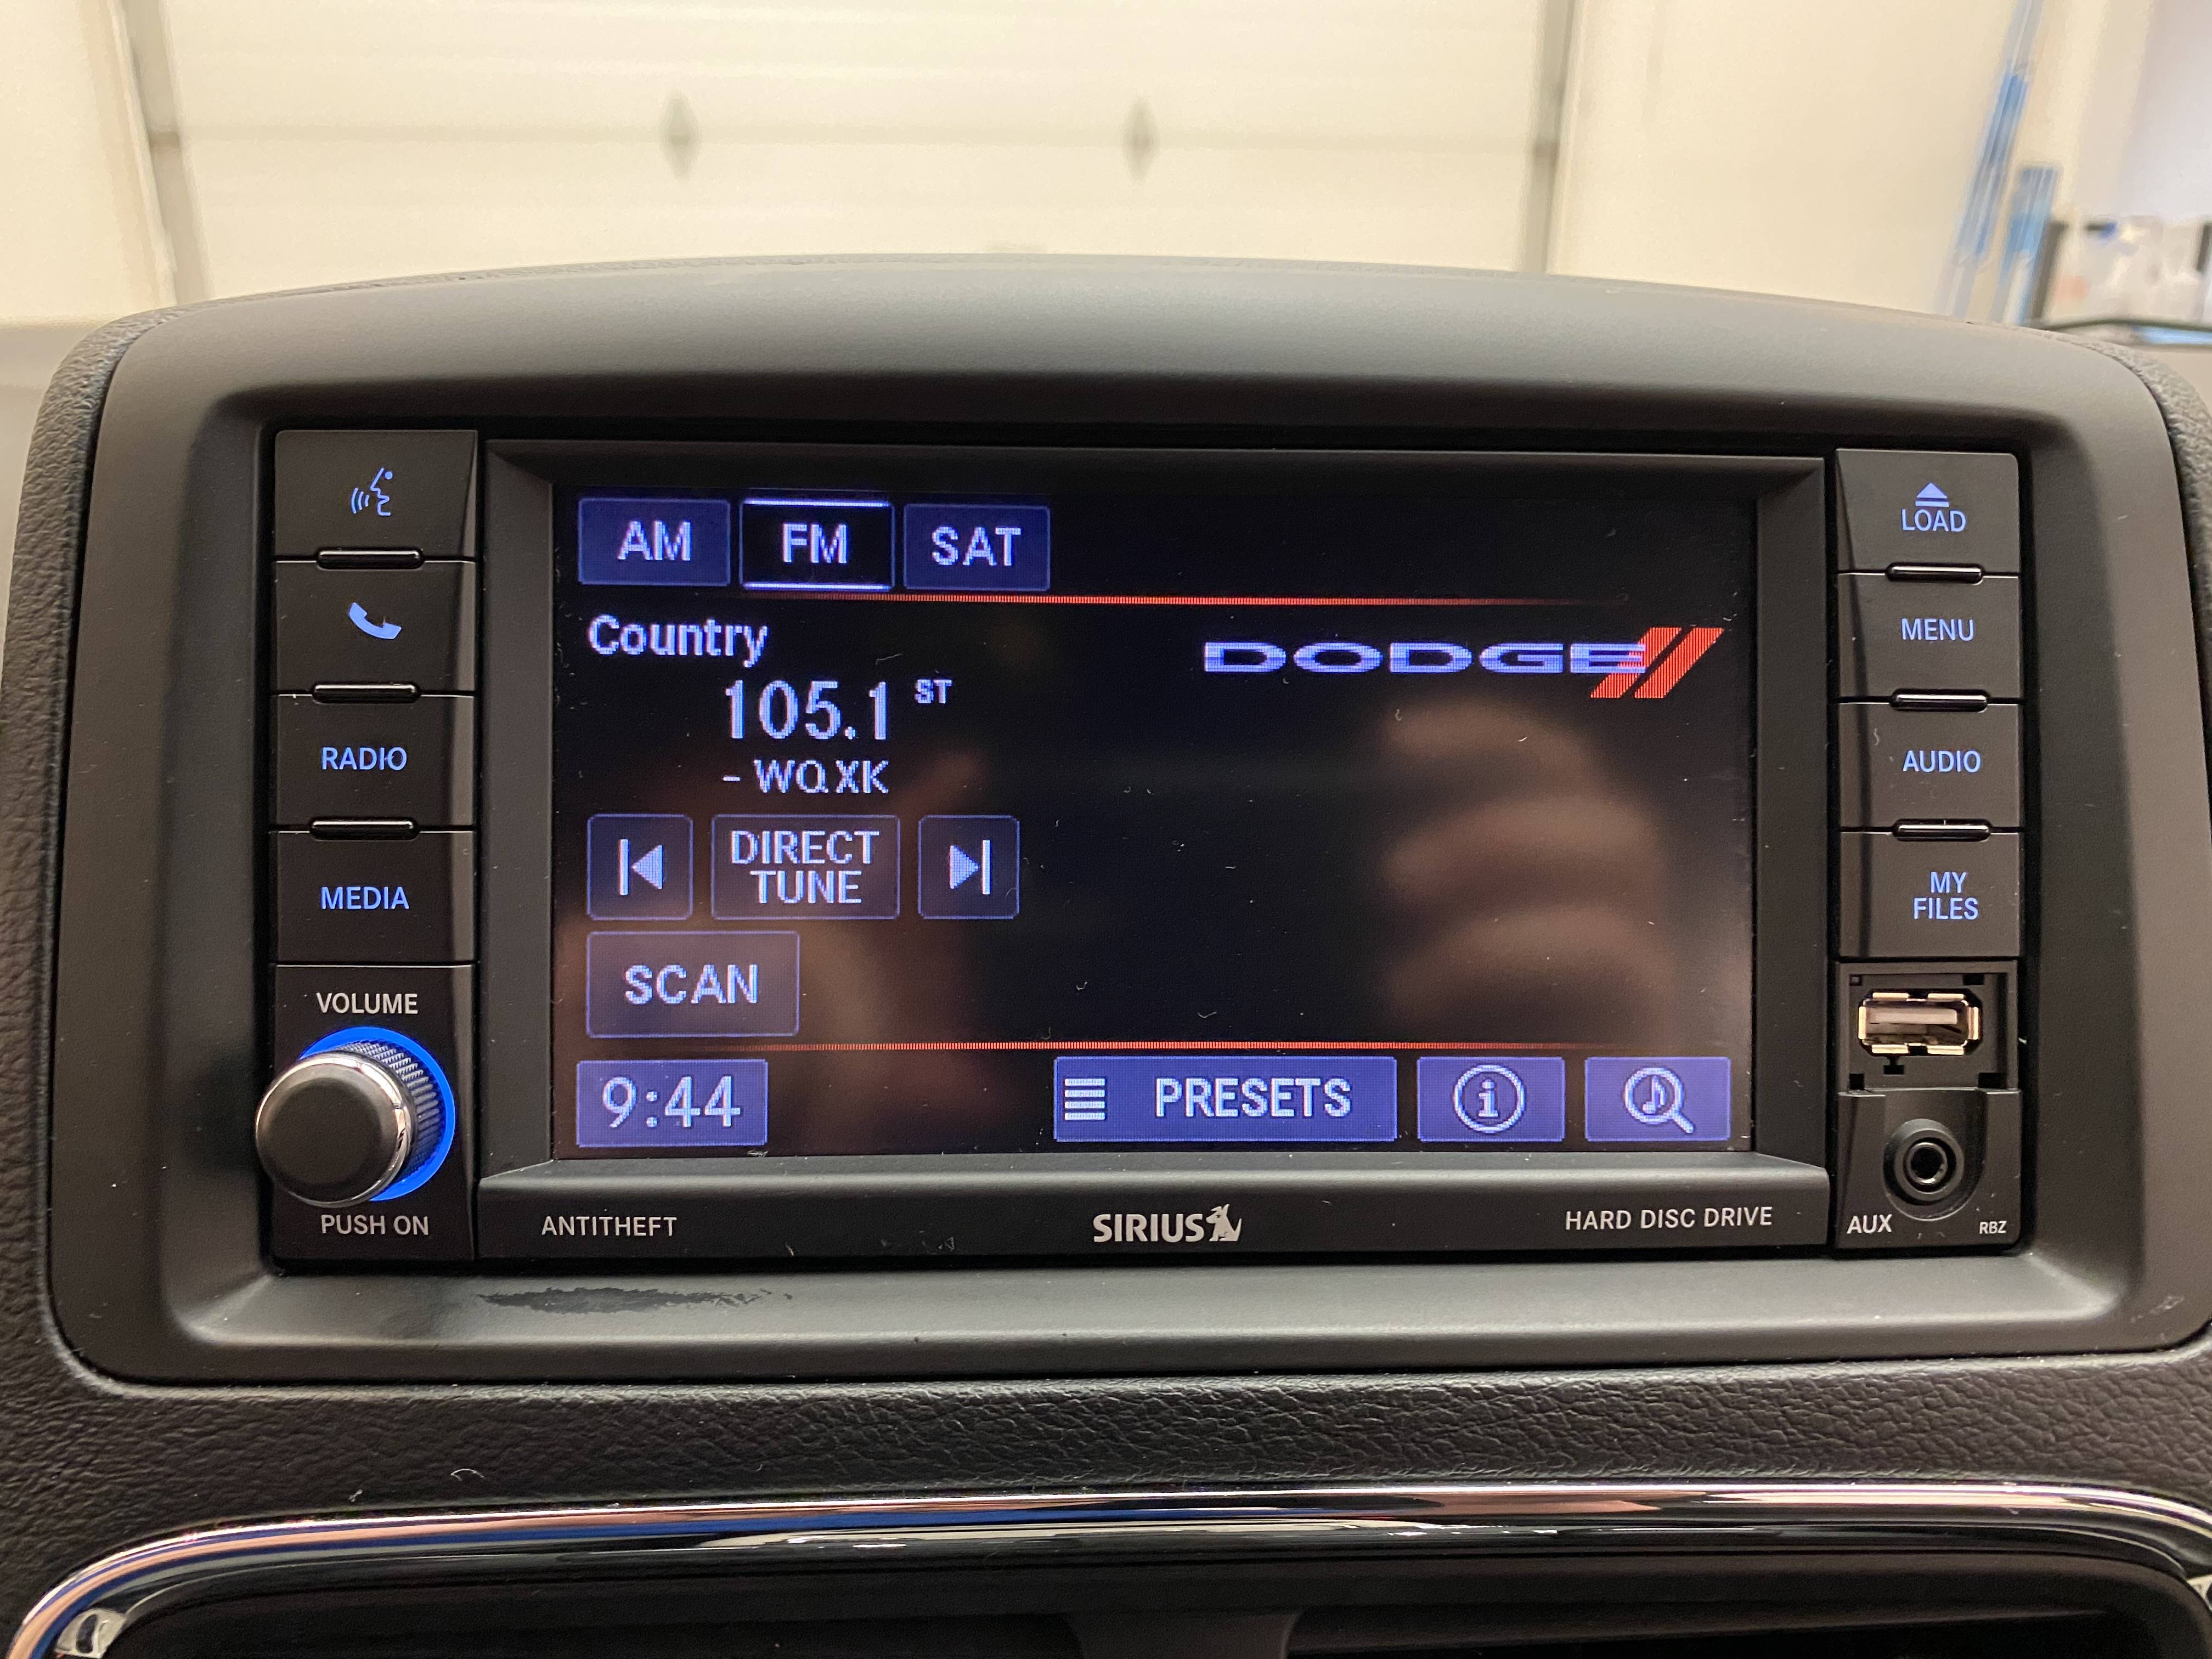 AM FM SAT
Country
DODGE
105.1 ST
- WQXK
DIRECT
TUNE
SCAN
9:44 PRESETS i
RADIO
MEDIA
VOLUME
PUSH ON
LOAD
MENU
AUDIO
MY
FILES
AUX RBZ
ANTITHEFT SIRIUS HARD DISC DRIVE